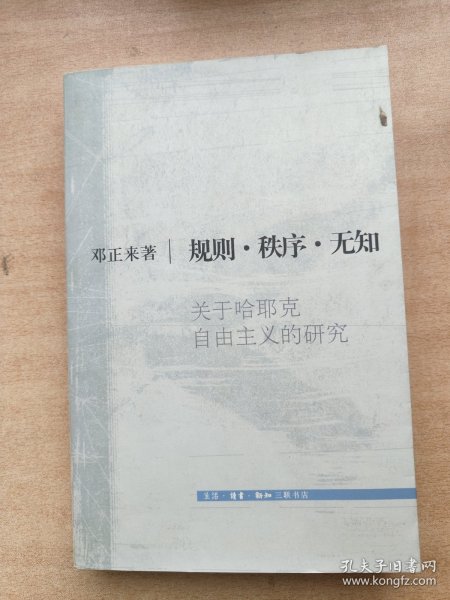 邓正来著 | 规则·秩序·无知
关于哈耶克
自由主义的研究
生活·讀書·新知三联书店
孔夫子旧书网
www.kongfz.com